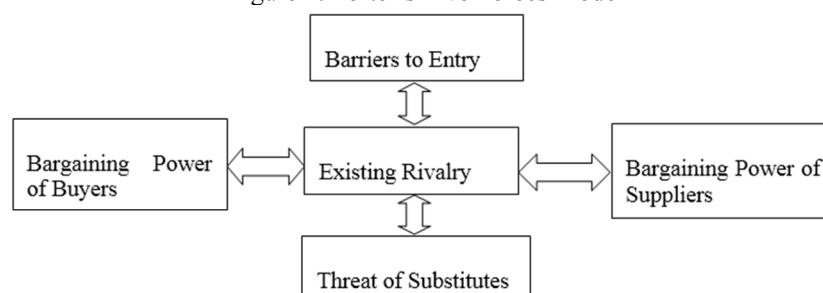 Barriers to Entry
Bargaining Power
of Buyers
Existing Rivalry
Bargaining Power of
Suppliers
Threat of Substitutes